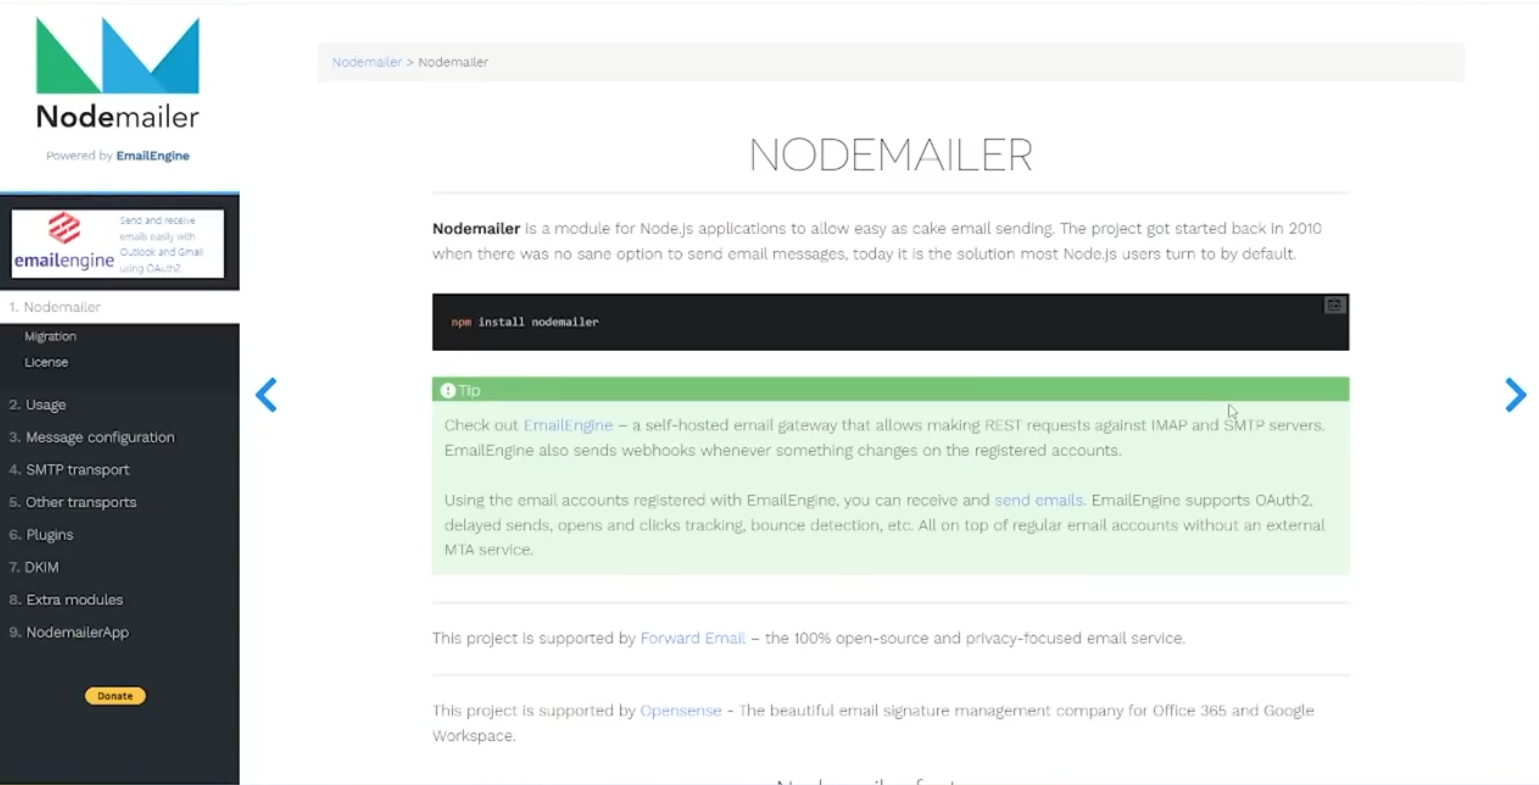 Nodemailer
Powered by EmailEngine
emailengine
Send and receive
emails easily with
Outlook and Gmail
using OAuth2
1. Nodemailer
Migration
License
2. Usage
3. Message configuration
4. SMTP transport
5. Other transports
6. Plugins
7. DKIM
8. Extra modules
9. NodemailerApp
Donate
Nodemailer > Nodemailer
NODEMAILER
Nodemailer is a module for Node.js applications to allow easy as cake email sending. The project got started back in 2010
when there was no sane option to send email messages, today it is the solution most Node.js users turn to by default.
npm install nodemailer
Tip
Check out EmailEngine – a self-hosted email gateway that allows making REST requests against IMAP and SMTP servers.
EmailEngine also sends webhooks whenever something changes on the registered accounts.
Using the email accounts registered with EmailEngine, you can receive and send emails. EmailEngine supports OAuth2,
delayed sends, opens and clicks tracking, bounce detection, etc. All on top of regular email accounts without an external
MTA service.
This project is supported by Forward Email – the 100% open-source and privacy-focused email service.
This project is supported by Opensense - The beautiful email signature management company for Office 365 and Google
Workspace.